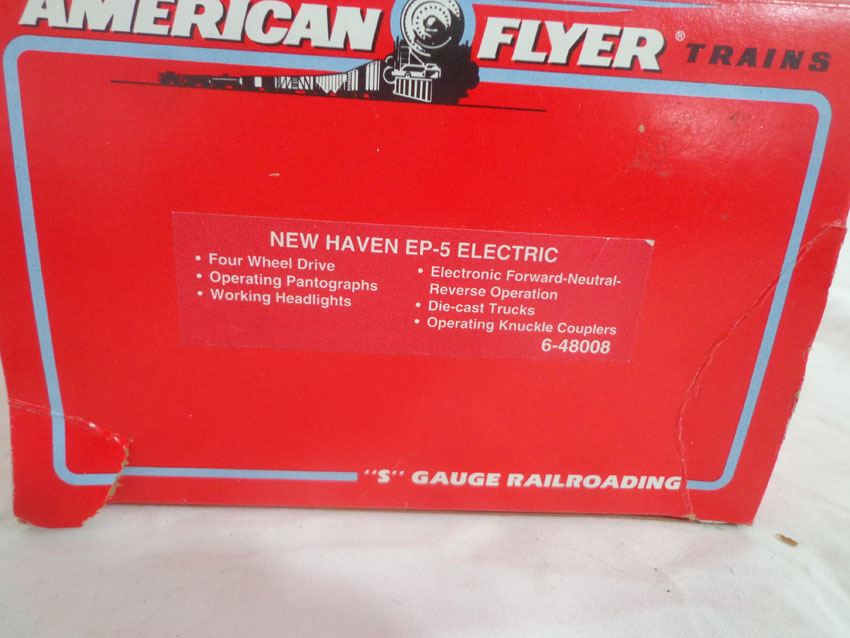 AMERICAN FLYER® TRAINS
NEW HAVEN EP-5 ELECTRIC
• Four Wheel Drive
• Operating Pantographs
• Working Headlights
• Electronic Forward-Neutral-
Reverse Operation
• Die-cast Trucks
• Operating Knuckle Couplers
6-48008
"S" GAUGE RAILROADING